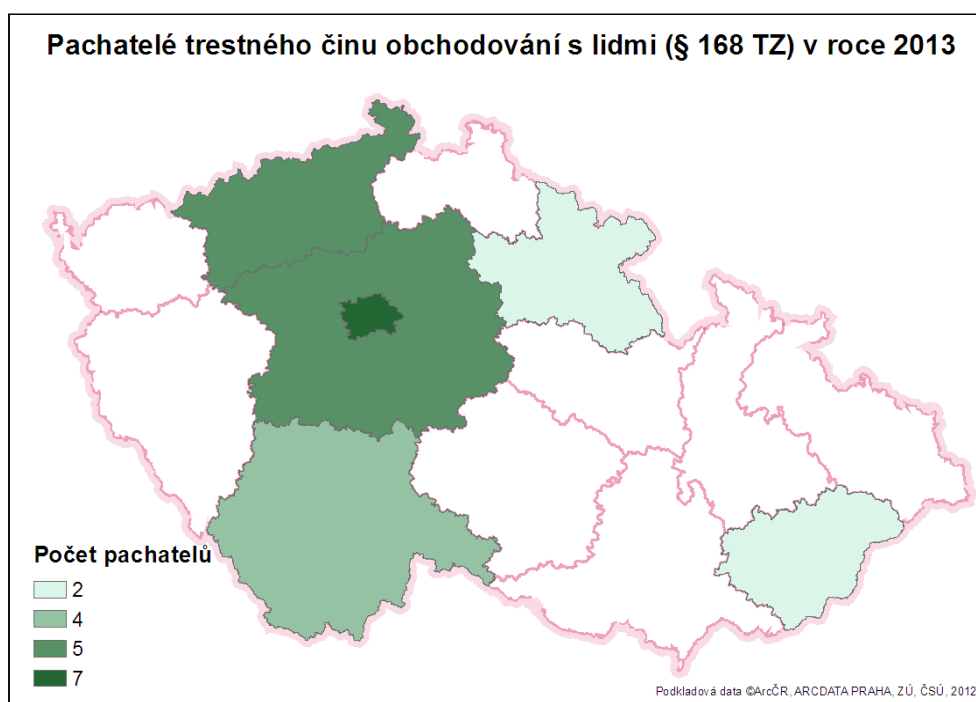 Pachatelé trestného činu obchodování s lidmi (§ 168 TZ) v roce 2013
Počet pachatelů
2
4
5
7
Podkladová data ©ArcČR, ARCDATA PRAHA, ZÚ, ČSÚ, 2012